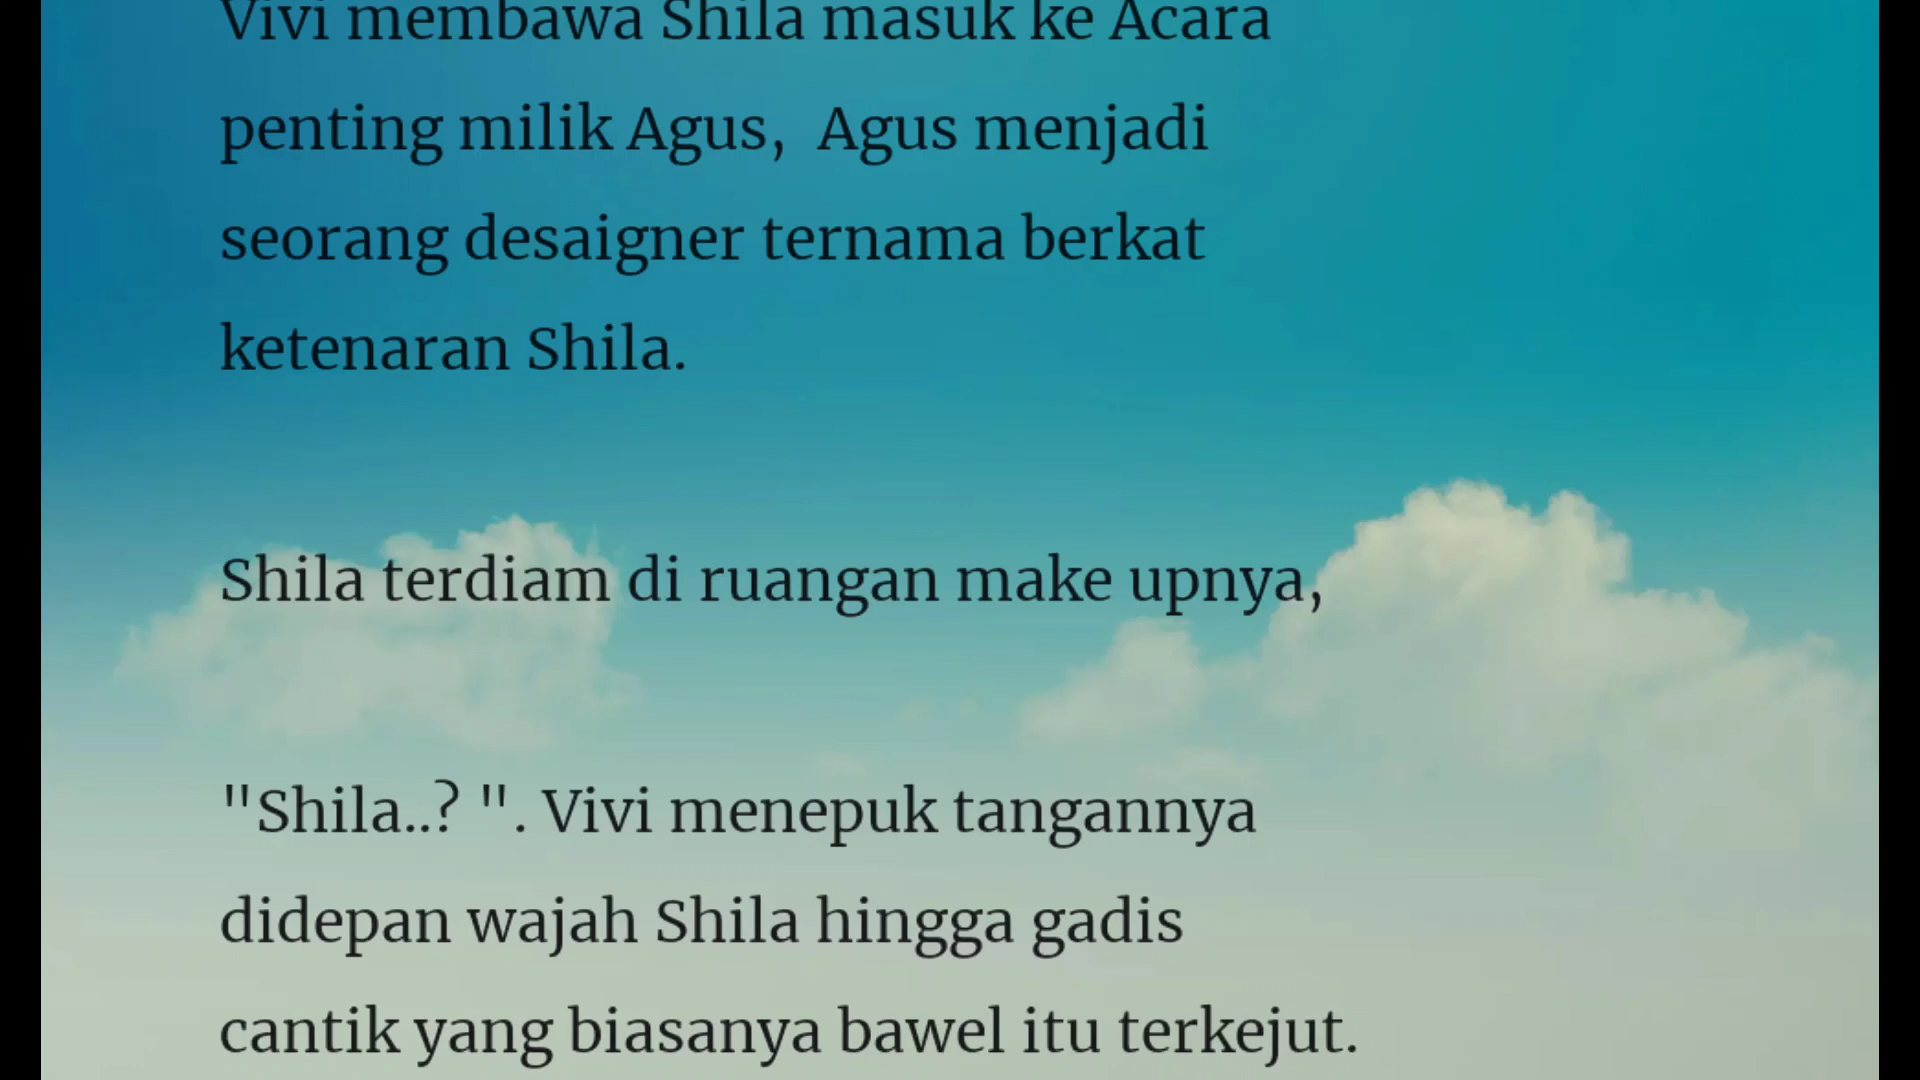 Vivi membawa Shila masuk ke Acara
penting milik Agus,  Agus menjadi
seorang desaigner ternama berkat
ketenaran Shila.
Shila terdiam di ruangan make upnya,
"Shila..? ". Vivi menepuk tangannya
didepan wajah Shila hingga gadis
cantik yang biasanya bawel itu terkejut.